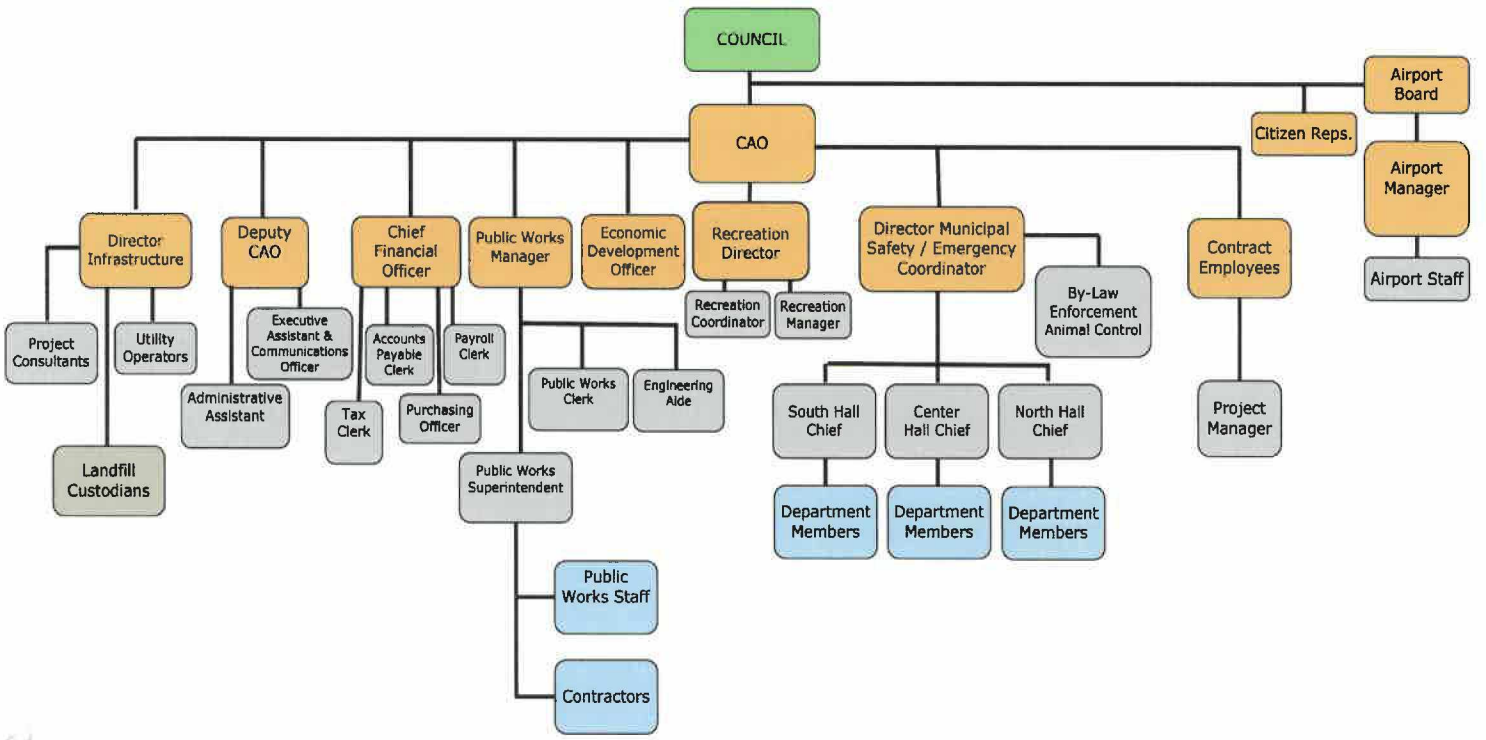 COUNCIL
Airport
Board
Citizen Reps.
CAO
Airport
Manager
Director
Infrastructure
Deputy
CAO
Chief
Financial
Officer
Public Works
Manager
Economic
Development
Officer
Recreation
Director
Director Municipal
Safety / Emergency
Coordinator
Contract
Employees
Airport Staff
Project
Consultants
Utility
Operators
Executive
Assistant &
Communications
Officer
Administrative
Assistant
Accounts
Payable
Clerk
Payroll
Clerk
Tax
Clerk
Purchasing
Officer
Recreation
Coordinator
Recreation
Manager
By-Law
Enforcement
Animal Control
Public Works
Clerk
Engineering
Aide
South Hall
Chief
Center
Hall Chief
North Hall
Chief
Project
Manager
Landfill
Custodians
Public Works
Superintendent
Department
Members
Department
Members
Department
Members
Public
Works Staff
Contractors